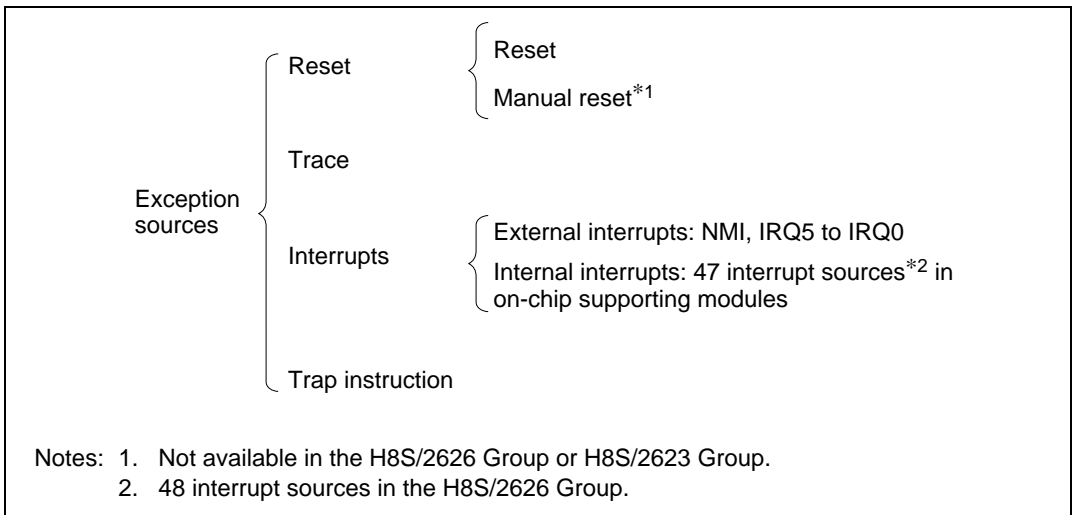 Exception
sources
Reset
Reset
Manual reset*1
Trace
Interrupts
External interrupts: NMI, IRQ5 to IRQ0
Internal interrupts: 47 interrupt sources*2 in
on-chip supporting modules
Trap instruction
Notes: 1. Not available in the H8S/2626 Group or H8S/2623 Group.
2. 48 interrupt sources in the H8S/2626 Group.